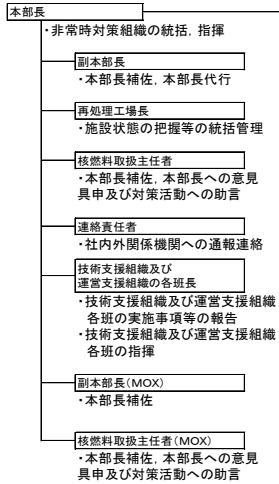 本部長
・非常時対策組織の統括，指揮
副本部長
・本部長補佐，本部長代行
再処理工場長
・施設状態の把握等の統括管理
核燃料取扱主任者
・本部長補佐，本部長への意見
具申及び対策活動への助言
連絡責任者
・社内外関係機関への通報連絡
技術支援組織及び
運営支援組織の各班長
・技術支援組織及び運営支援組織
各班の実施事項等の報告
・技術支援組織及び運営支援組織
各班の指揮
副本部長（MOX）
・本部長補佐
核燃料取扱主任者（MOX）
・本部長補佐，本部長への意見
具申及び対策活動への助言